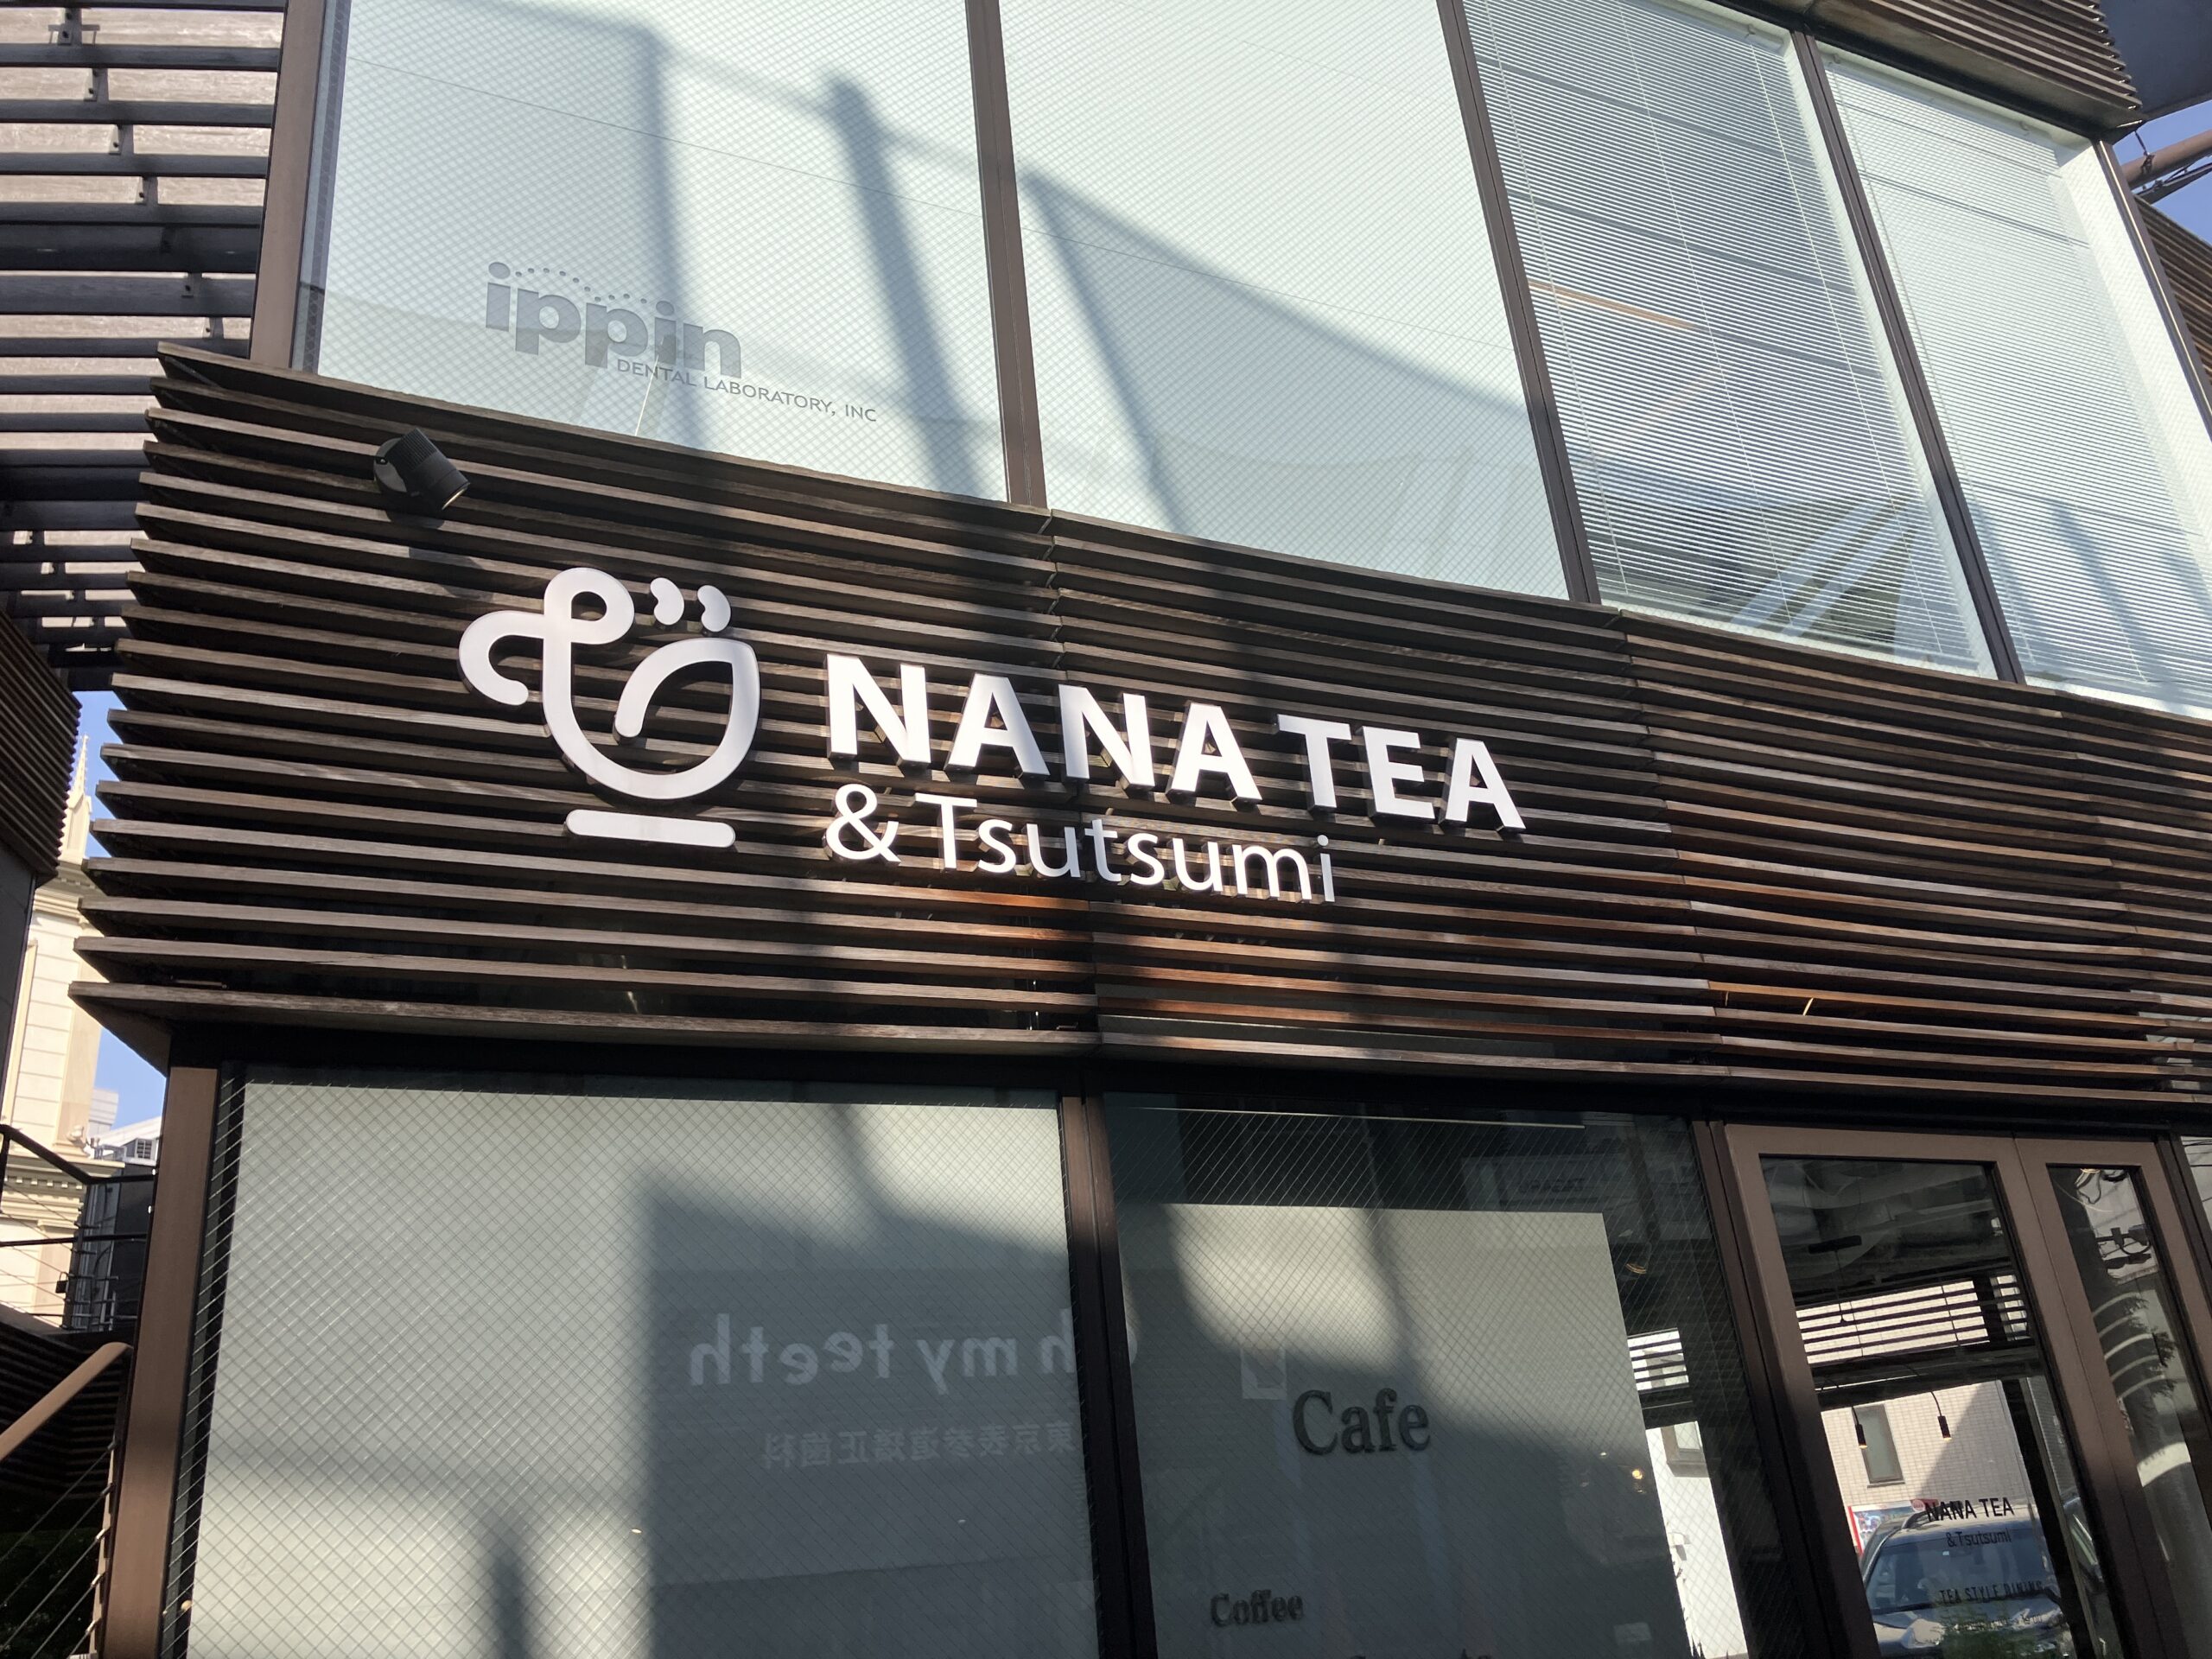 ippin
DENTAL LABORATORY, INC
NANA TEA
& Tsutsumi
oh my teeth
東京表参道矯正歯科
Cafe
Coffee
NANA TEA
& Tsutsumi
TEA STYLE DINING